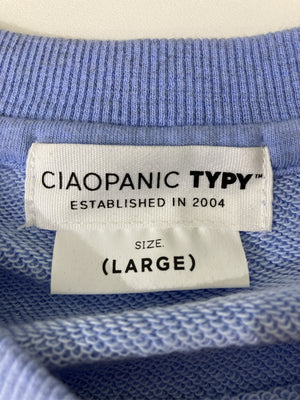 CIAOPANIC TYPY™
ESTABLISHED IN 2004
SIZE.
(LARGE)